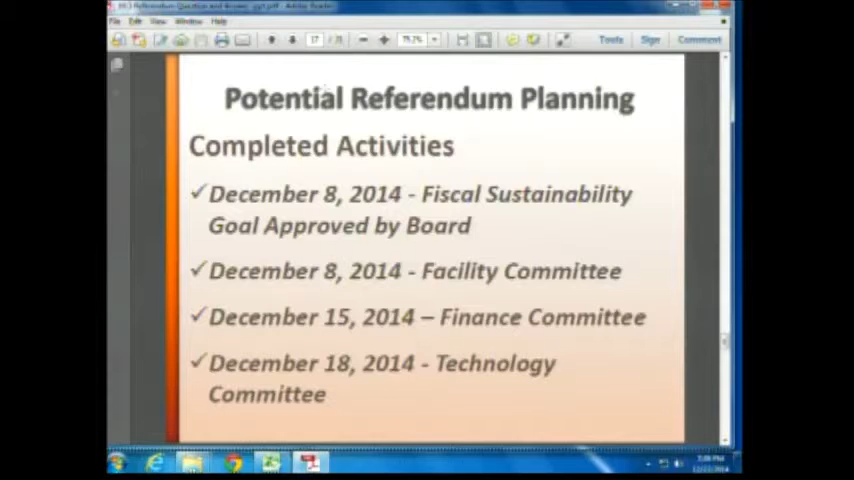 File Edit View Window Help
Tools Sign Comment
Potential Referendum Planning
Completed Activities
✓ December 8, 2014 - Fiscal Sustainability
Goal Approved by Board
✓ December 8, 2014 - Facility Committee
✓ December 15, 2014 – Finance Committee
✓ December 18, 2014 - Technology
Committee